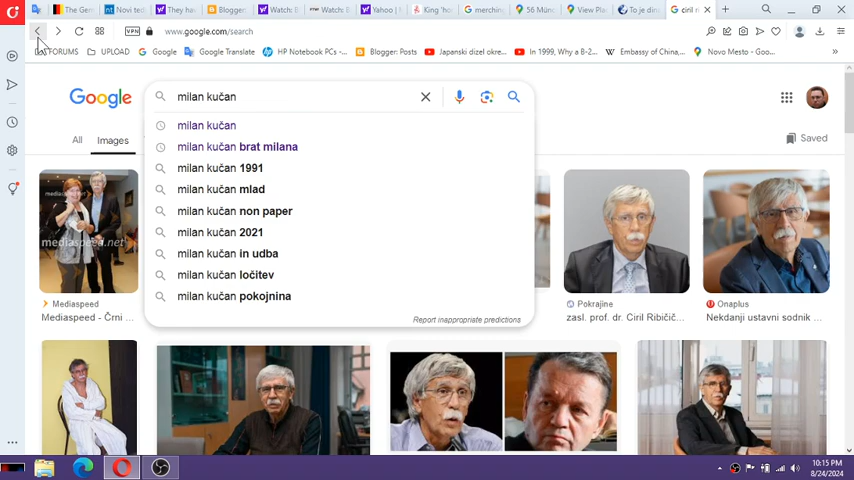 The Gen
Novi ted
They hav
Blogger:
Watch: E
Watch: B
Yahoo | M
King 'ho
merching
56 Mün
View Pla
To je din
ciril r
VPN
www.google.com/search
FORUMS
UPLOAD
Google
Google Translate
HP Notebook PCs -...
Blogger: Posts
Japanski dizel okre...
In 1999, Why a B-2...
Embassy of China,...
Novo Mesto - Goo...
»
Google
milan kučan
All
Images
Saved
milan kučan
milan kučan brat milana
milan kučan 1991
milan kučan mlad
milan kučan non paper
milan kučan 2021
milan kučan in udba
milan kučan ločitev
milan kučan pokojnina
Report inappropriate predictions
mediaspeed.net
Mediaspeed
Mediaspeed - Črni ...
Pokrajine
zasl. prof. dr. Ciril Ribičič...
Onaplus
Nekdanji ustavni sodnik ...
10:15 PM
8/24/2024